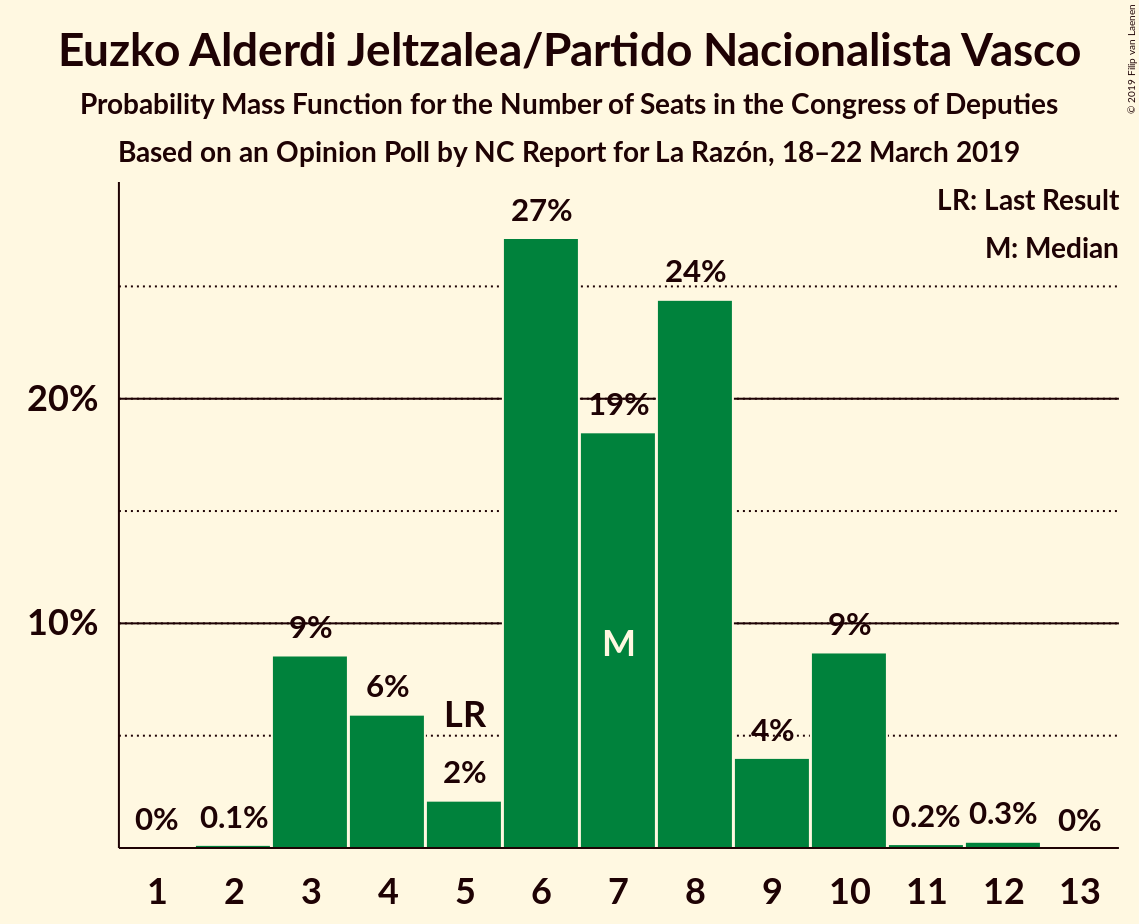 Euzko Alderdi Jeltzalea/Partido Nacionalista Vasco
Probability Mass Function for the Number of Seats in the Congress of Deputies
Based on an Opinion Poll by NC Report for La Razón, 18–22 March 2019
© 2019 Filip van Laenen
LR: Last Result
M: Median
27%
24%
20%
19%
10%
9%
9%
M
6%
LR
4%
2%
0%
0.1%
0.2%
0.3%
0%
1 2 3 4 5 6 7 8 9 10 11 12 13